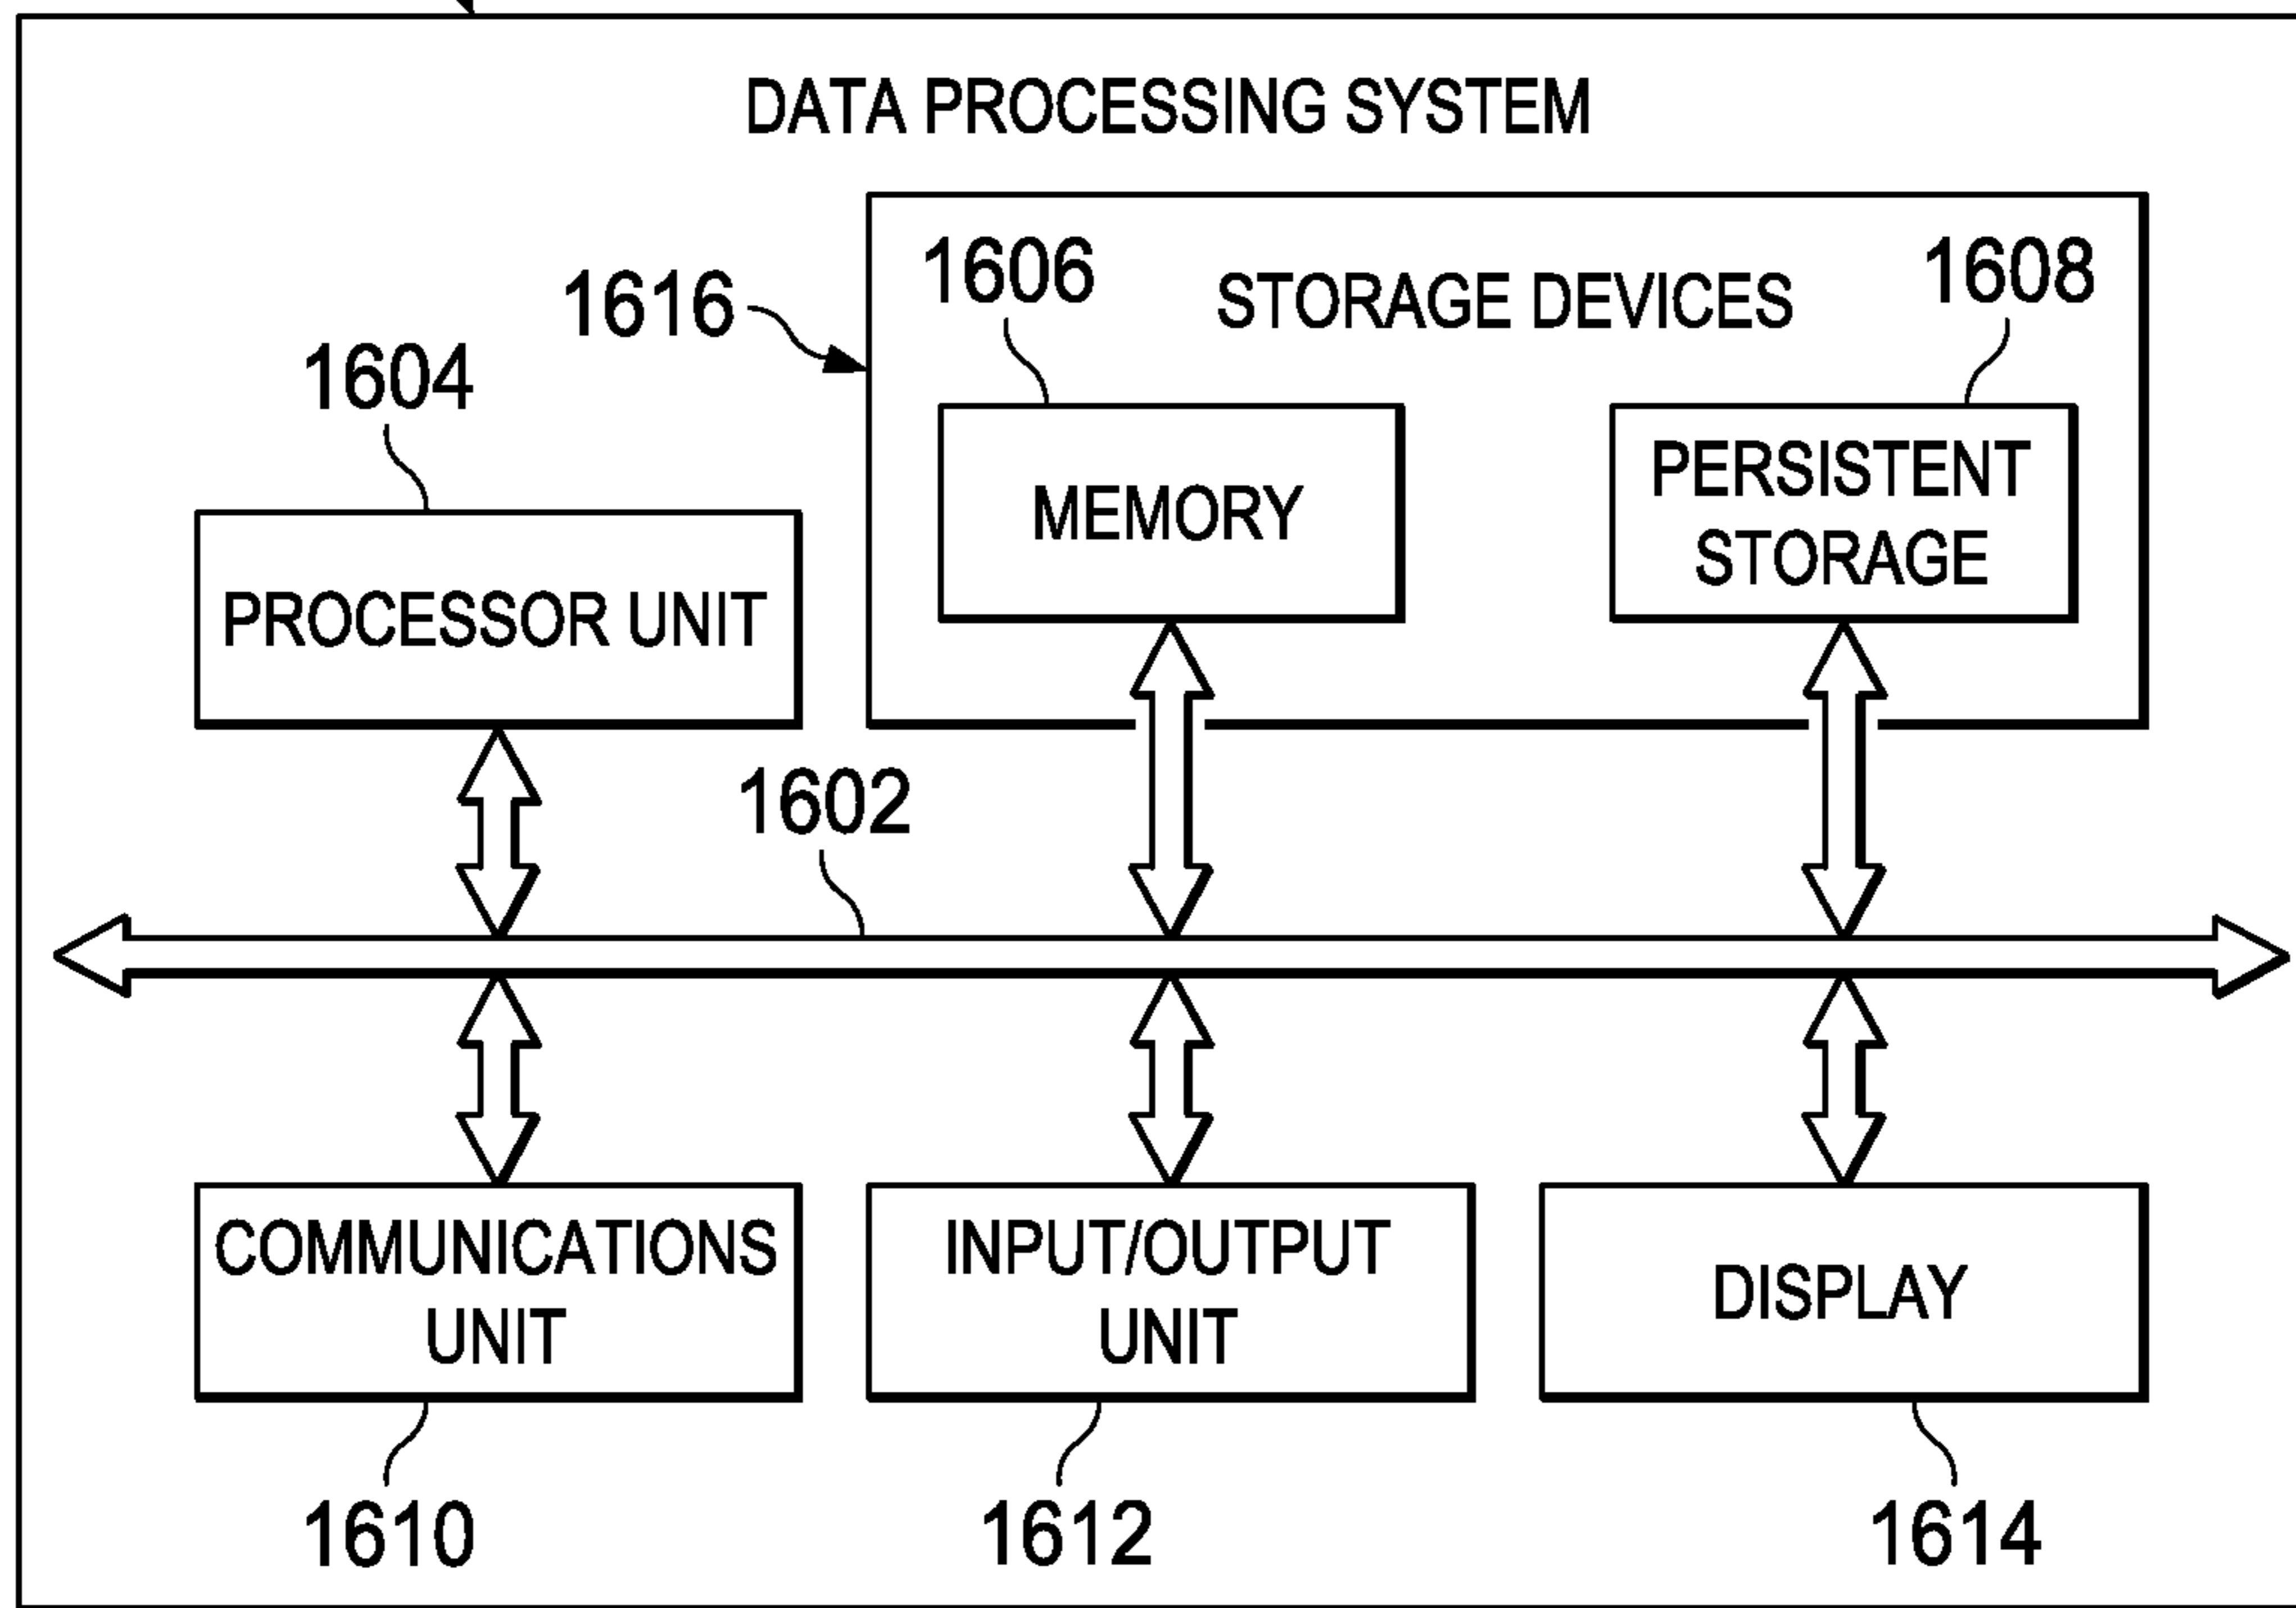 DATA PROCESSING SYSTEM
1616
1606
STORAGE DEVICES
1608
1604
MEMORY
PERSISTENT
STORAGE
PROCESSOR UNIT
1602
COMMUNICATIONS
UNIT
INPUT/OUTPUT
UNIT
DISPLAY
1610
1612
1614